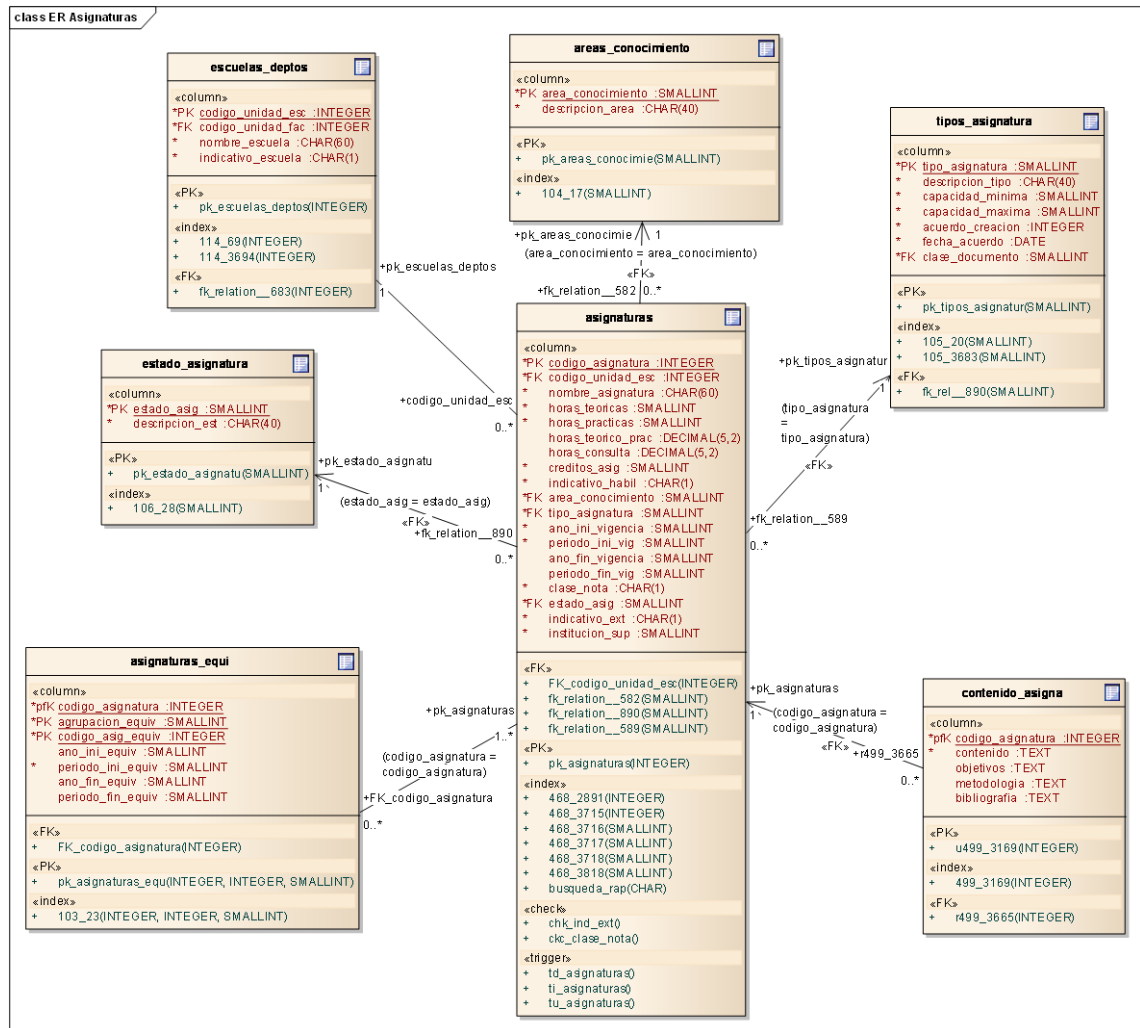 class ER Asignaturas
escuelas_deptos
«column»
*PK codigo_unidad_esc :INTEGER
*FK codigo_unidad_fac :INTEGER
* nombre_escuela :CHAR(60)
* indicativo_escuela :CHAR(1)
«PK»
+ pk_escuelas_deptos(INTEGER)
«index»
+ 114_69(INTEGER)
+ 114_3694(INTEGER)
«FK»
+ fk_relation__683(INTEGER)
areas_conocimiento
«column»
*PK area_conocimiento :SMALLINT
* descripcion_area :CHAR(40)
«PK»
+ pk_areas_conocimie(SMALLINT)
«index»
+ 104_17(SMALLINT)
tipos_asignatura
«column»
*PK tipo_asignatura :SMALLINT
* descripcion_tipo :CHAR(40)
* capacidad_minima :SMALLINT
* capacidad_maxima :SMALLINT
* acuerdo_creacion :INTEGER
* fecha_acuerdo :DATE
*FK clase_documento :SMALLINT
«PK»
+ pk_tipos_asignatur(SMALLINT)
«index»
+ 105_20(SMALLINT)
+ 105_3683(SMALLINT)
«FK»
+ fk_rel__890(SMALLINT)
+pk_areas_conocimie 1
(area_conocimiento = area_conocimiento)
«FK»
+fk_relation__582 0..*
+pk_escuelas_deptos
1
+codigo_unidad_esc
0..*
estado_asignatura
«column»
*PK estado_asig :SMALLINT
* descripcion_est :CHAR(40)
«PK»
+ pk_estado_asignatu(SMALLINT)
«index»
+ 106_28(SMALLINT)
+pk_estado_asignatu
1
(estado_asig = estado_asig)
«FK»
+fk_relation__890
0..*
asignaturas
«column»
*PK codigo_asignatura :INTEGER
*FK codigo_unidad_esc :INTEGER
* nombre_asignatura :CHAR(60)
* horas_teoricas :SMALLINT
* horas_practicas :SMALLINT
horas_teorico_prac :DECIMAL(5,2)
horas_consulta :DECIMAL(5,2)
* creditos_asig :SMALLINT
* indicativo_habil :CHAR(1)
*FK area_conocimiento :SMALLINT
*FK tipo_asignatura :SMALLINT
* ano_ini_vigencia :SMALLINT
* periodo_ini_vig :SMALLINT
ano_fin_vigencia :SMALLINT
periodo_fin_vig :SMALLINT
* clase_nota :CHAR(1)
*FK estado_asig :SMALLINT
* indicativo_ext :CHAR(1)
* institucion_sup :SMALLINT
«FK»
+ FK_codigo_unidad_esc(INTEGER)
+ fk_relation__582(SMALLINT)
+ fk_relation__890(SMALLINT)
+ fk_relation__589(SMALLINT)
«PK»
+ pk_asignaturas(INTEGER)
«index»
+ 468_2891(INTEGER)
+ 468_3715(INTEGER)
+ 468_3716(SMALLINT)
+ 468_3717(SMALLINT)
+ 468_3718(SMALLINT)
+ 468_3818(SMALLINT)
+ busqueda_rap(CHAR)
«check»
+ chk_ind_ext()
+ ckc_clase_nota()
«trigger»
+ td_asignaturas()
+ ti_asignaturas()
+ tu_asignaturas()
+pk_tipos_asignatur
1
(tipo_asignatura
=
tipo_asignatura)
«FK»
+fk_relation__589
0..*
asignaturas_equi
«column»
*pfK codigo_asignatura :INTEGER
*PK agrupacion_equiv :SMALLINT
*PK codigo_asig_equiv :INTEGER
ano_ini_equiv :SMALLINT
* periodo_ini_equiv :SMALLINT
ano_fin_equiv :SMALLINT
periodo_fin_equiv :SMALLINT
«FK»
+ FK_codigo_asignatura(INTEGER)
«PK»
+ pk_asignaturas_equ(INTEGER, INTEGER, SMALLINT)
«index»
+ 103_23(INTEGER, INTEGER, SMALLINT)
+pk_asignaturas
1..*
(codigo_asignatura =
codigo_asignatura)
+FK_codigo_asignatura
0..*
+pk_asignaturas
1
(codigo_asignatura =
codigo_asignatura)
«FK»
+r499_3665
0..*
contenido_asigna
«column»
*pfK codigo_asignatura :INTEGER
* contenido :TEXT
objetivos :TEXT
metodologia :TEXT
bibliografia :TEXT
«PK»
+ u499_3169(INTEGER)
«index»
+ 499_3169(INTEGER)
«FK»
+ r499_3665(INTEGER)